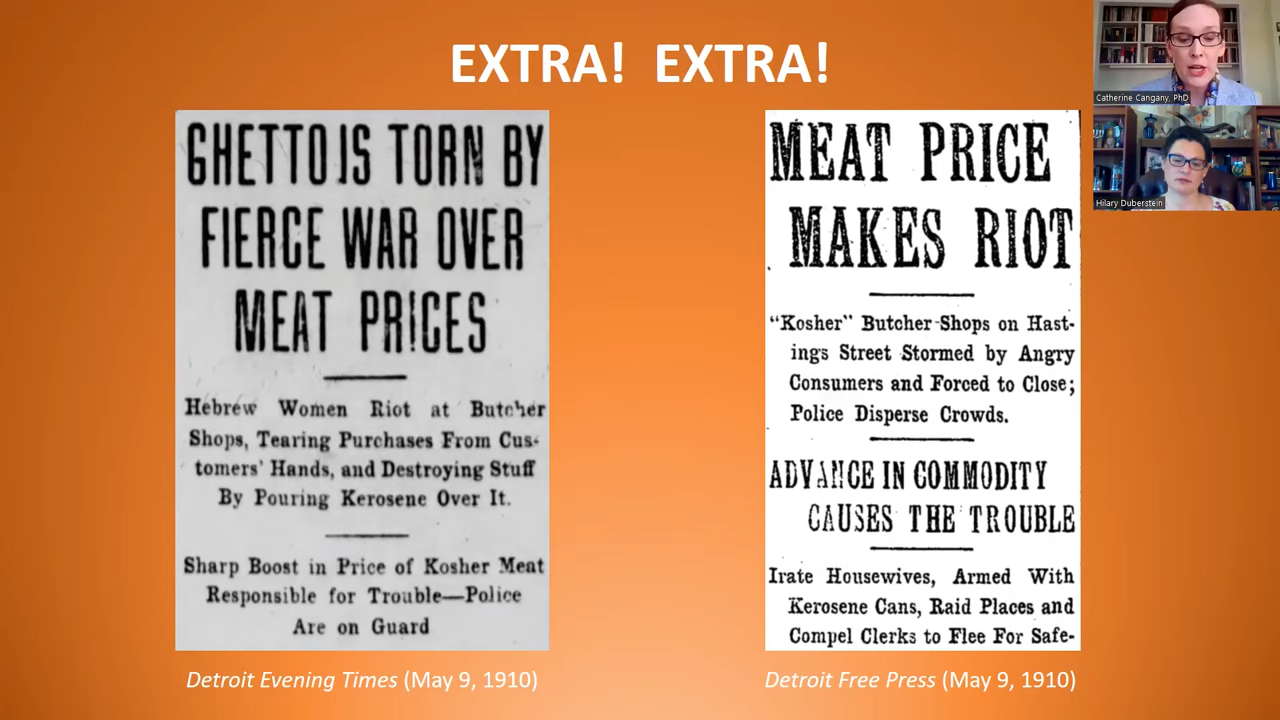 EXTRA! EXTRA!
GHETTO IS TORN BY
FIERCE WAR OVER
MEAT PRICES
Hebrew Women Riot at Butcher
Shops, Tearing Purchases From Cus-
tomers' Hands, and Destroying Stuff
By Pouring Kerosene Over It.
Sharp Boost in Price of Kosher Meat
Responsible for Trouble—Police
Are on Guard
Detroit Evening Times (May 9, 1910)
MEAT PRICE
MAKES RIOT
"Kosher" Butcher Shops on Hast-
ings Street Stormed by Angry
Consumers and Forced to Close;
Police Disperse Crowds.
ADVANCE IN COMMODITY
CAUSES THE TROUBLE
Irate Housewives, Armed With
Kerosene Cans, Raid Places and
Compel Clerks to Flee For Safe-
Detroit Free Press (May 9, 1910)
Catherine Cangany, PhD
Hilary Duberstein